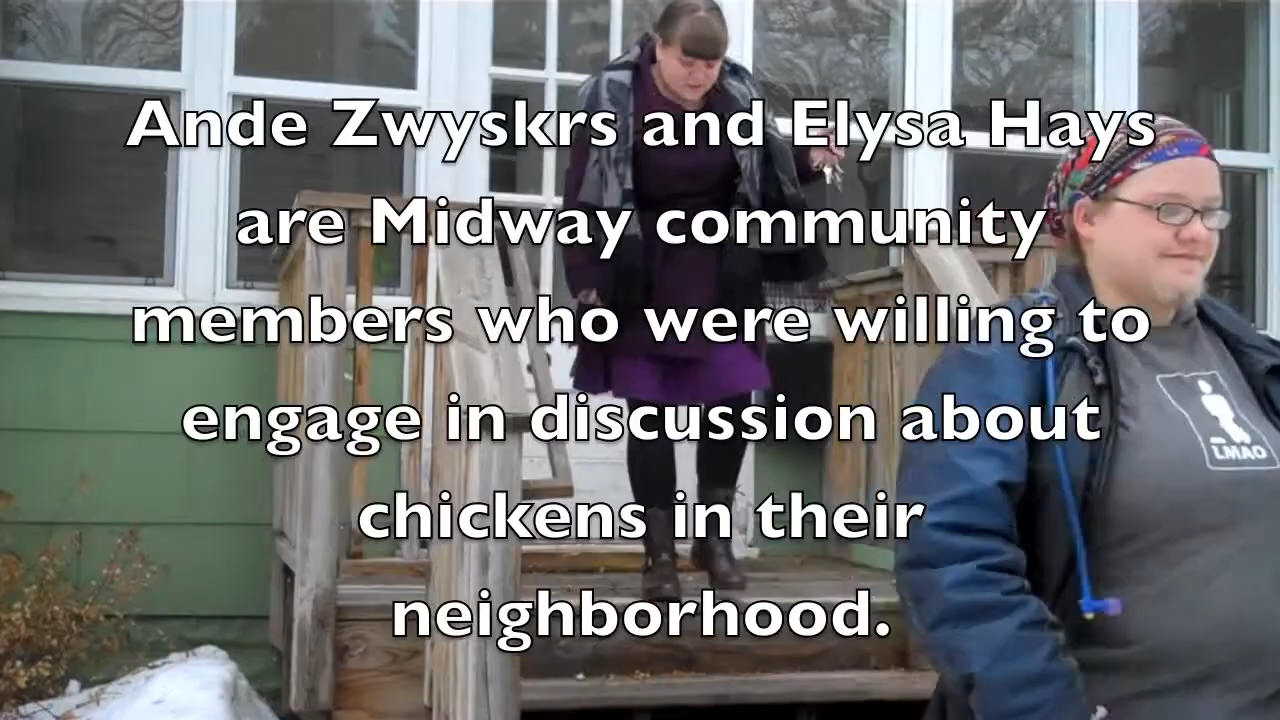 Ande Zwyskrs and Elysa Hays
are Midway community
members who were willing to
engage in discussion about
chickens in their
neighborhood.
LMAO